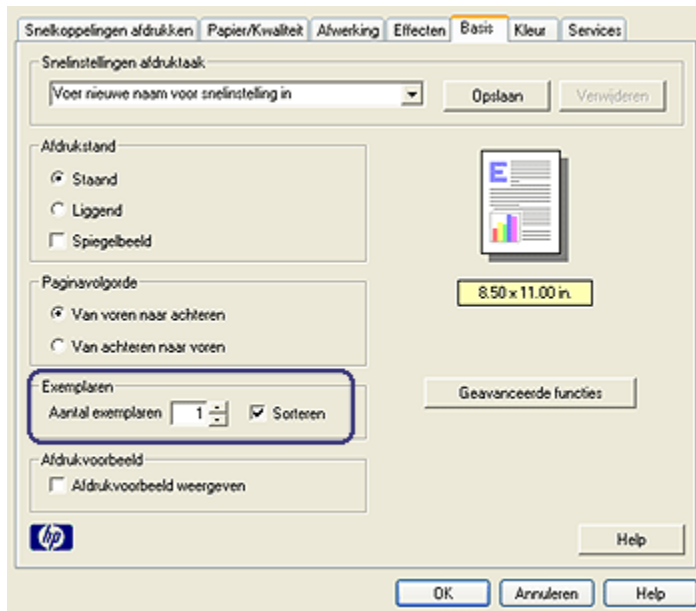 Snelkoppelingen afdrukken Papier/Kwaliteit Afwerking Effecten Basis Kleur Services
Snelinstellingen afdruktaak
Voer nieuwe naam voor snelinstelling in Opslaan Verwijderen
Afdrukstand
Staand
Liggend
Spiegelbeeld
E
8.50 x 11.00 in.
Paginavolgorde
Van voren naar achteren
Van achteren naar voren
Exemplaren
Aantal exemplaren 1 Sorteren
Geavanceerde functies
Afdrukvoorbeeld
Afdrukvoorbeeld weergeven
hp
Help
OK Annuleren Help